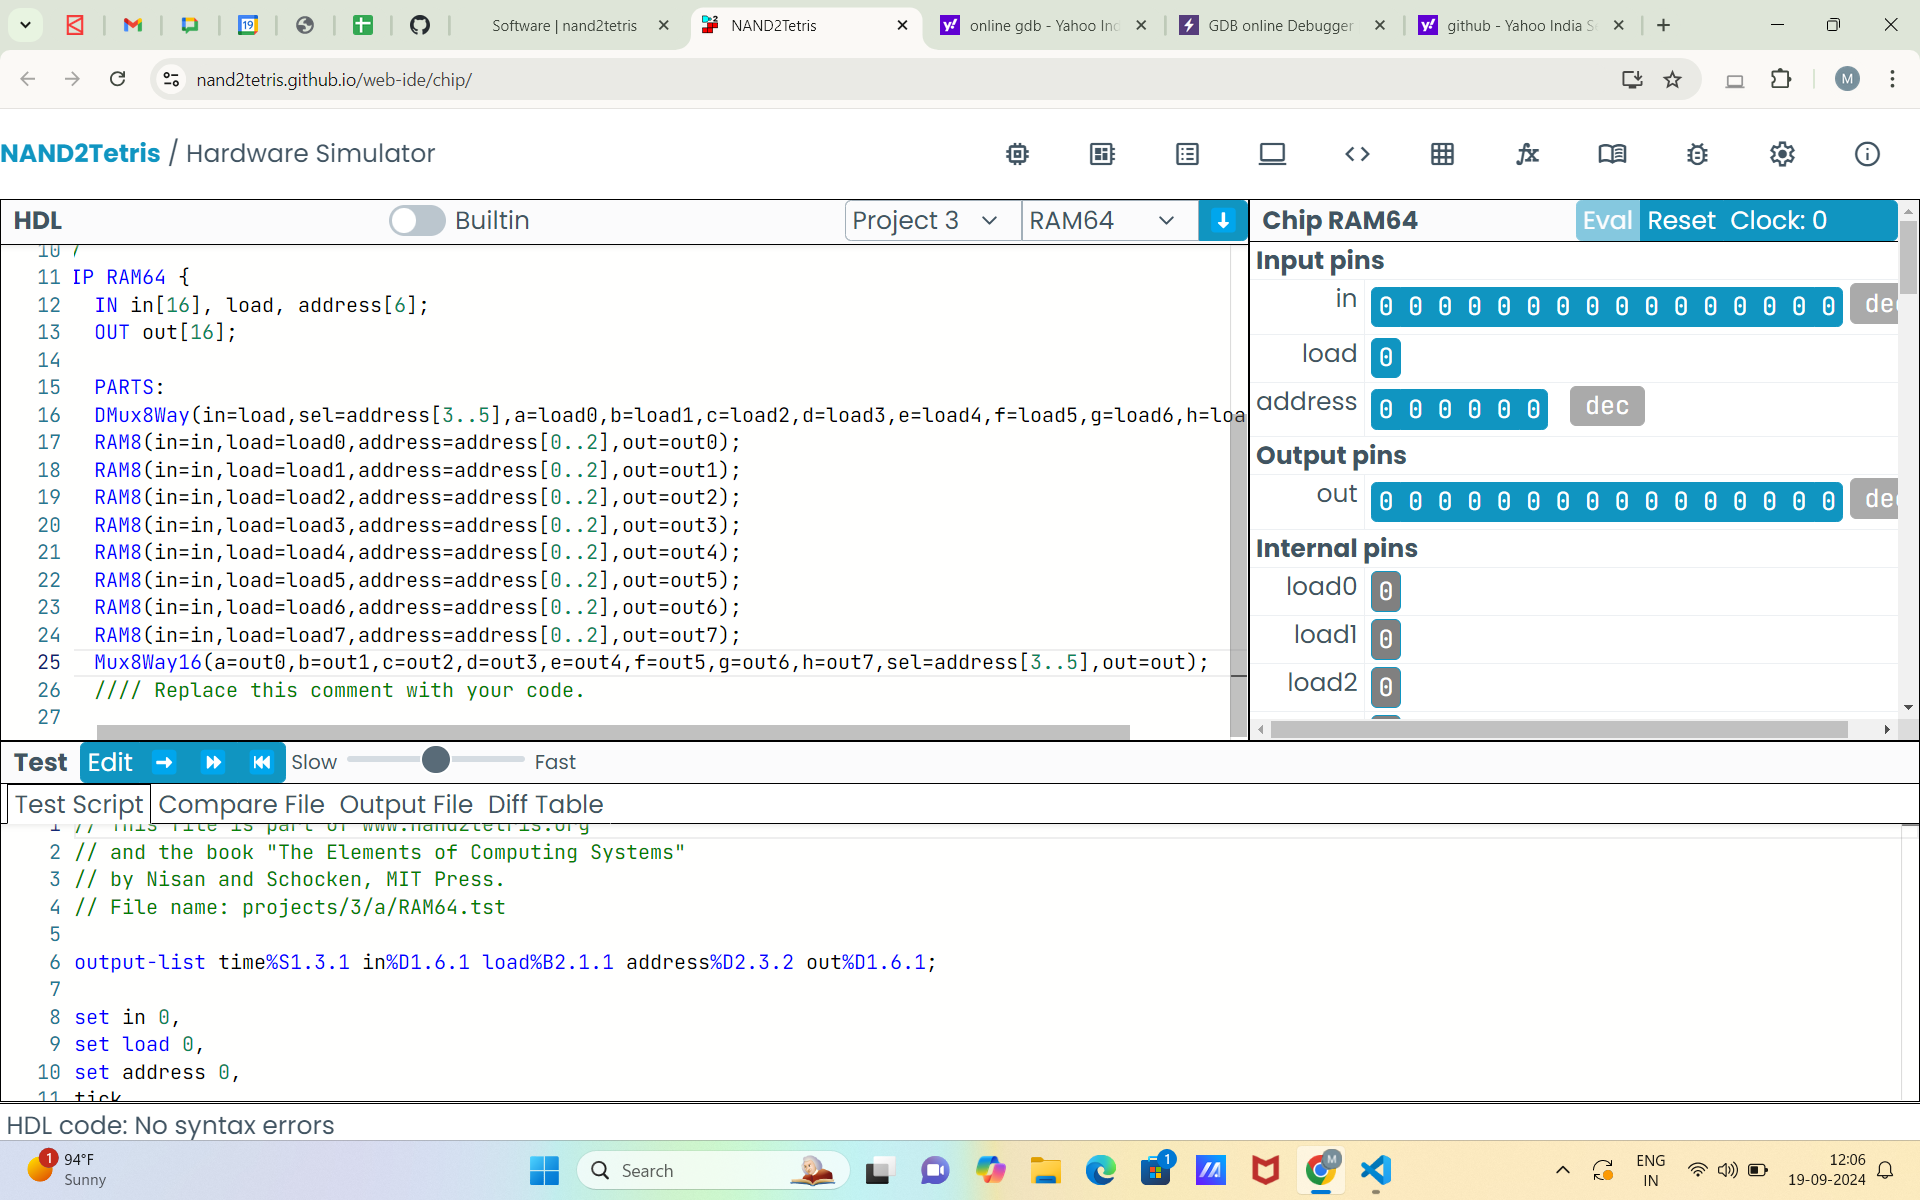 19
Software | nand2tetris
NAND2Tetris
online gdb - Yahoo Ind
GDB online Debugger
github - Yahoo India Se
nand2tetris.github.io/web-ide/chip/
M
NAND2Tetris / Hardware Simulator
HDL
Builtin
Project 3
RAM64
10 /
11 IP RAM64 {
12 IN in[16], load, address[6];
13 OUT out[16];
14
15 PARTS:
16 DMux8Way(in=load,sel=address[3..5],a=load0,b=load1,c=load2,d=load3,e=load4,f=load5,g=load6,h=loa
17 RAM8(in=in,load=load0,address=address[0..2],out=out0);
18 RAM8(in=in,load=load1,address=address[0..2],out=out1);
19 RAM8(in=in,load=load2,address=address[0..2],out=out2);
20 RAM8(in=in,load=load3,address=address[0..2],out=out3);
21 RAM8(in=in,load=load4,address=address[0..2],out=out4);
22 RAM8(in=in,load=load5,address=address[0..2],out=out5);
23 RAM8(in=in,load=load6,address=address[0..2],out=out6);
24 RAM8(in=in,load=load7,address=address[0..2],out=out7);
25 Mux8Way16(a=out0,b=out1,c=out2,d=out3,e=out4,f=out5,g=out6,h=out7,sel=address[3..5],out=out);
26 //// Replace this comment with your code.
27
Chip RAM64
Eval Reset Clock: 0
Input pins
in 0 0 0 0 0 0 0 0 0 0 0 0 0 0 0 0 dec
load 0
address 0 0 0 0 0 0 dec
Output pins
out 0 0 0 0 0 0 0 0 0 0 0 0 0 0 0 0 dec
Internal pins
load0 0
load1 0
load2 0
Test Edit Slow Fast
Test Script Compare File Output File Diff Table
1 // This file is part of www.nand2tetris.org
2 // and the book "The Elements of Computing Systems"
3 // by Nisan and Schocken, MIT Press.
4 // File name: projects/3/a/RAM64.tst
5
6 output-list time%S1.3.1 in%D1.6.1 load%B2.1.1 address%D2.3.2 out%D1.6.1;
7
8 set in 0,
9 set load 0,
10 set address 0,
11 tick
HDL code: No syntax errors
1
94°F
Sunny
Search
1
M
ENG
IN
12:06
19-09-2024